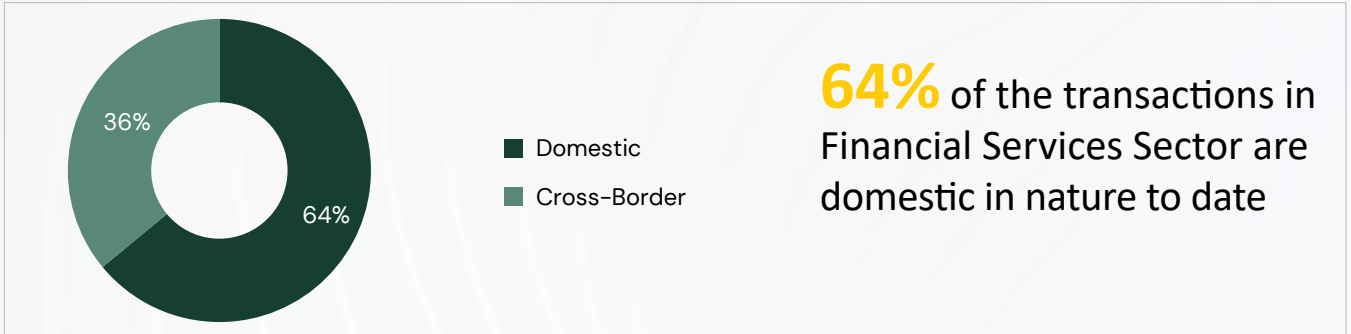 36%
64%
Domestic
Cross-Border
64% of the transactions in
Financial Services Sector are
domestic in nature to date